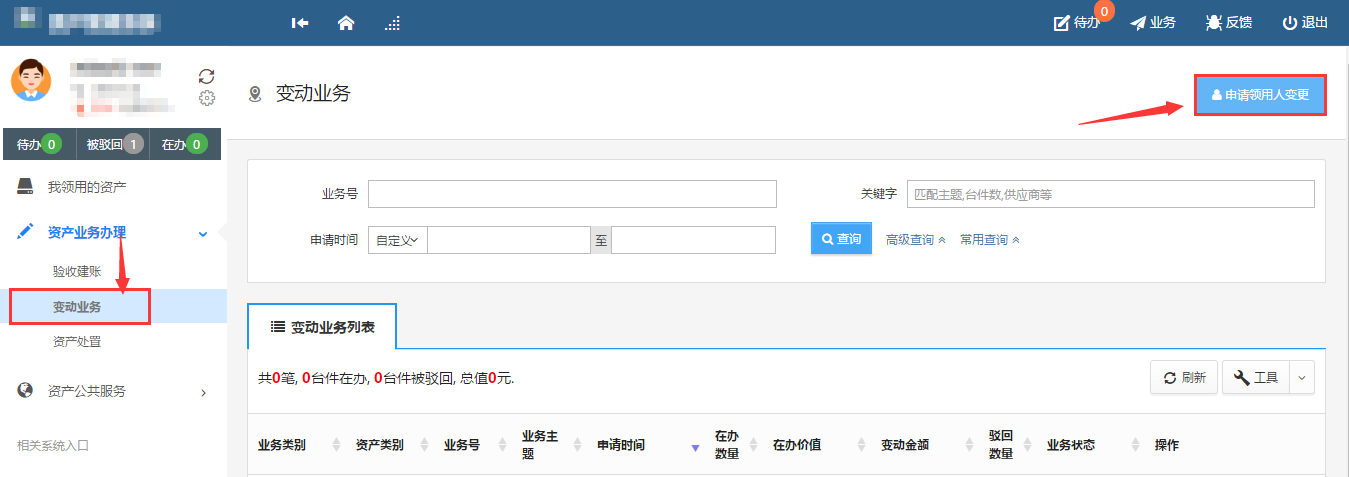 待办 0
业务
反馈
退出
待办 0
被驳回 1
在办 0
我领用的资产
资产业务办理
验收建账
变动业务
资产处置
资产公共服务
相关系统入口
变动业务
申请领用人变更
业务号
关键字
匹配主题,台件数,供应商等
申请时间
自定义
至
查询
高级查询
常用查询
变动业务列表
共0笔, 0台件在办, 0台件被驳回, 总值0元.
刷新
工具
业务类别
资产类别
业务号
业务主
题
申请时间
在办
数量
在办价值
变动金额
驳回
数量
业务状态
操作